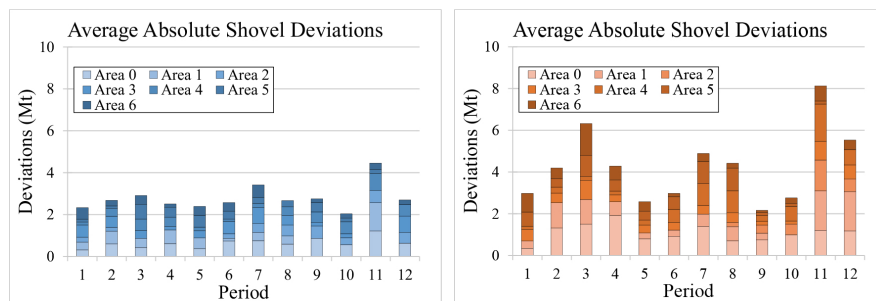 Average Absolute Shovel Deviations
10
8
6
4
2
0
Deviations (Mt)
Area 0 Area 1 Area 2
Area 3 Area 4 Area 5
Area 6
1 2 3 4 5 6 7 8 9 10 11 12
Period
Average Absolute Shovel Deviations
10
8
6
4
2
0
Deviations (Mt)
Area 0 Area 1 Area 2
Area 3 Area 4 Area 5
Area 6
1 2 3 4 5 6 7 8 9 10 11 12
Period